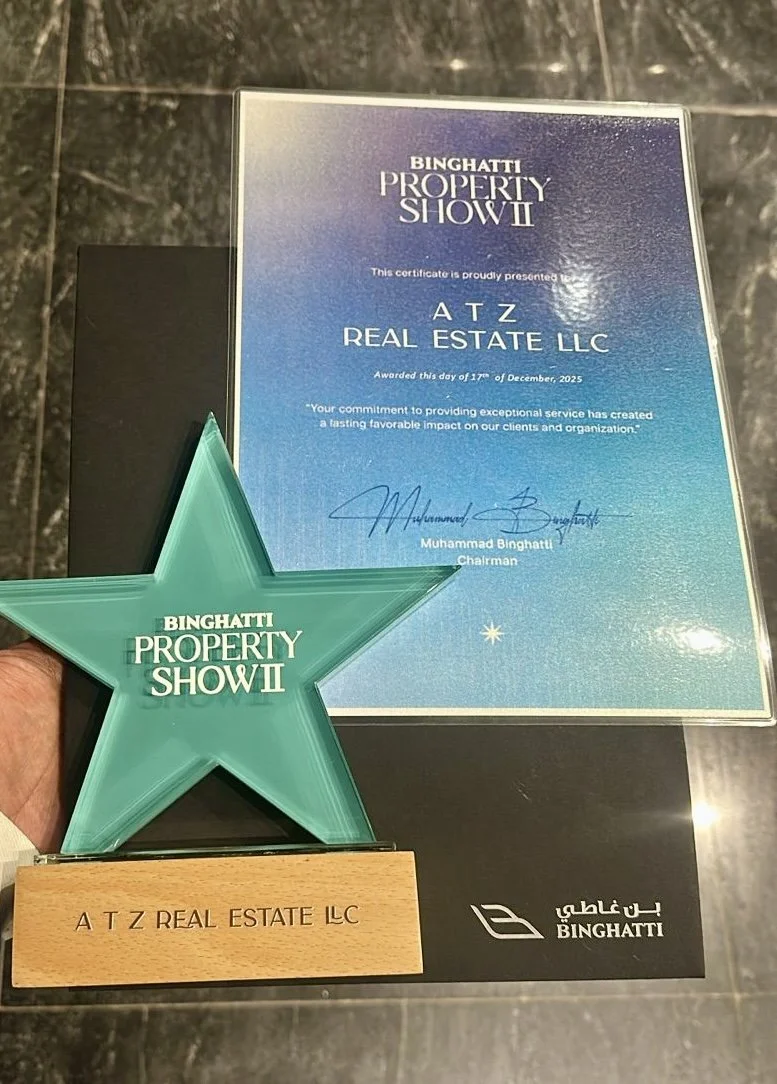 BINGHATTI
PROPERTY
SHOW II
This certificate is proudly presented to
A T Z
REAL ESTATE LLC
Awarded this day of 17th of December, 2025
"Your commitment to providing exceptional service has created
a lasting favorable impact on our clients and organization."
Muhammad Binghatti
Muhammad Binghatti
Chairman
BINGHATTI
PROPERTY
SHOW II
A T Z REAL ESTATE LLC
بن غاطي
BINGHATTI